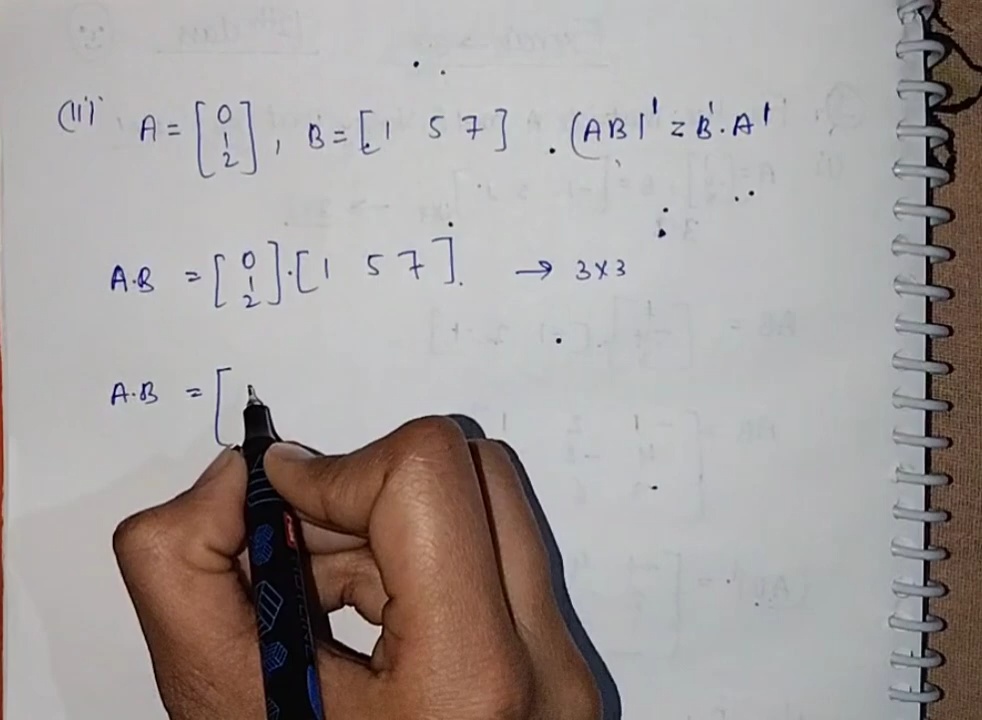 (ii) A = [0 1 2], B = [1 5 7] . (AB)' = B'.A'
A.B = [0 1 2].[1 5 7]. → 3×3
A.B = [